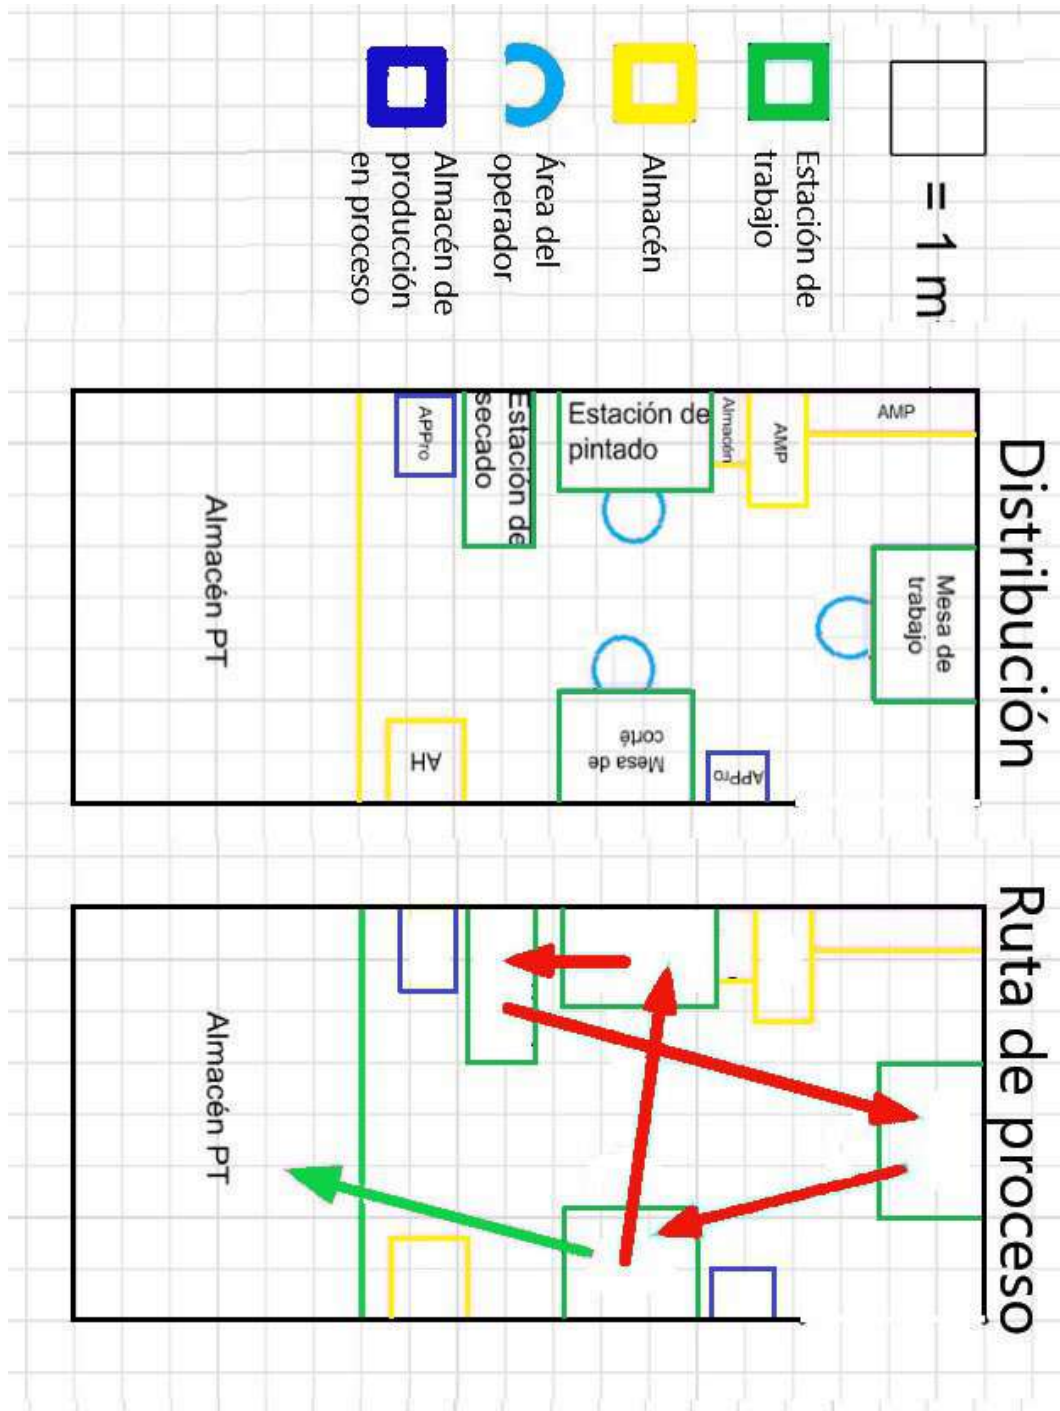 = 1 m
Estación de
trabajo
Almacén
Área del
operador
Almacén de
producción
en proceso
Distribución
AMP
AMP
Almacén
Estación de
pintado
Estación de
secado
APPro
Mesa de
trabajo
Almacén PT
Mesa de
corté
APPro
AH
Ruta de proceso
Almacén PT